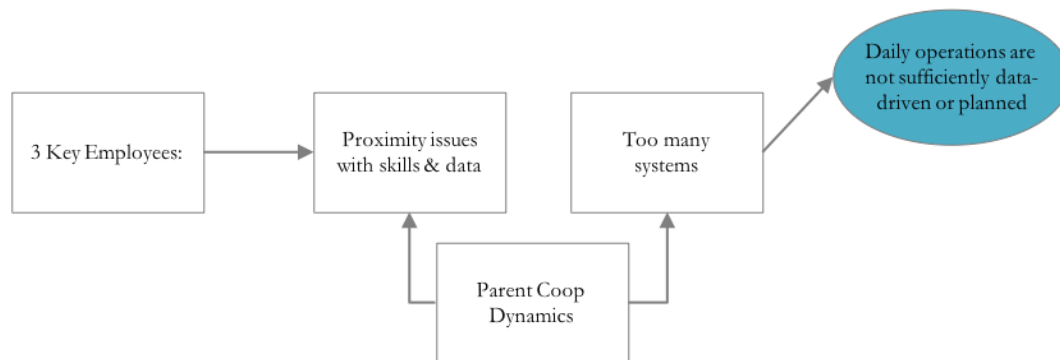 Daily operations are
not sufficiently data-
driven or planned
3 Key Employees:
Proximity issues
with skills & data
Too many
systems
Parent Coop
Dynamics